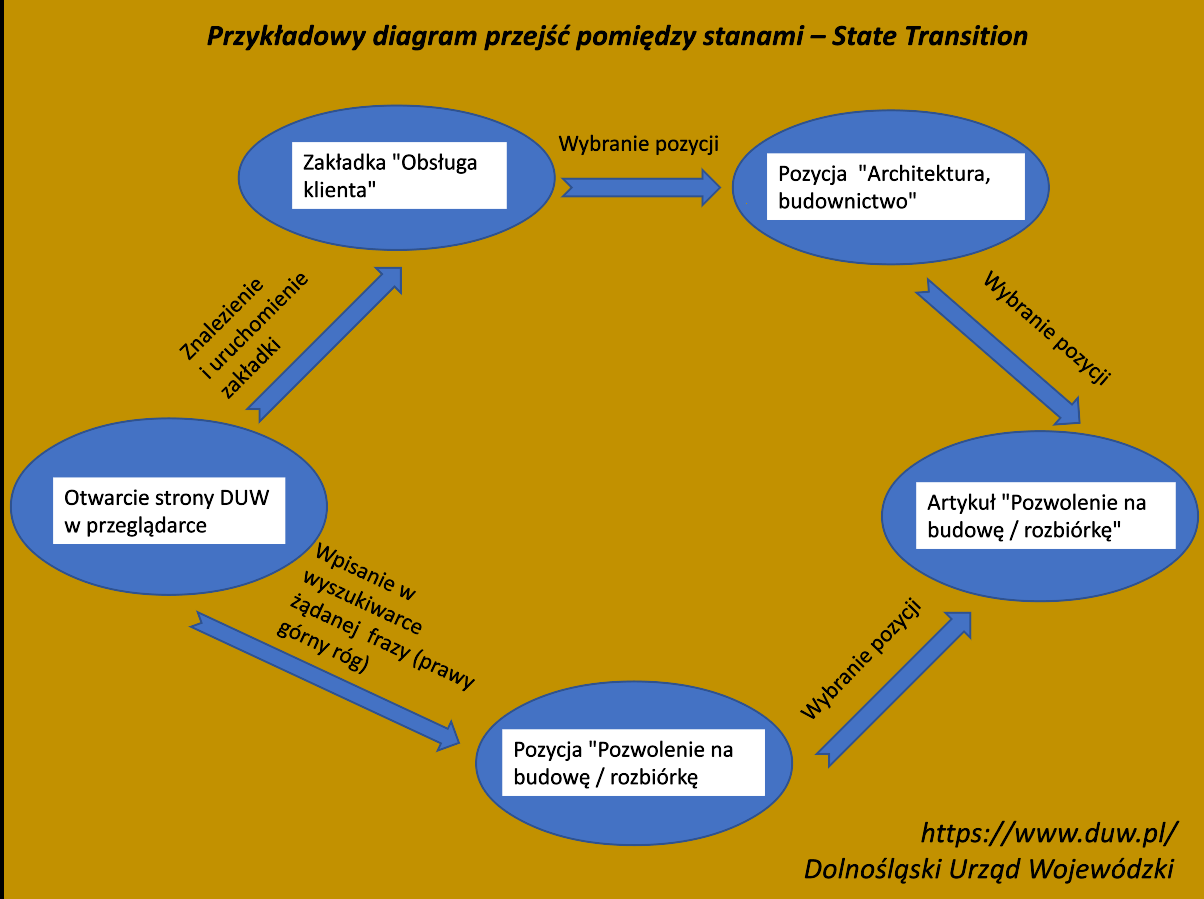 Przykładowy diagram przejść pomiędzy stanami – State Transition
Zakładka "Obsługa
klienta"
Wybranie pozycji
Pozycja  "Architektura,
budownictwo"
Znalezienie
i uruchomienie
zakładki
Wybranie pozycji
Otwarcie strony DUW
w przeglądarce
Artykuł "Pozwolenie na
budowę / rozbiórkę"
Wpisanie w
wyszukiwarce
żądanej  frazy (prawy
górny róg)
Wybranie pozycji
Pozycja "Pozwolenie na
budowę / rozbiórkę
https://www.duw.pl/
Dolnośląski Urząd Wojewódzki